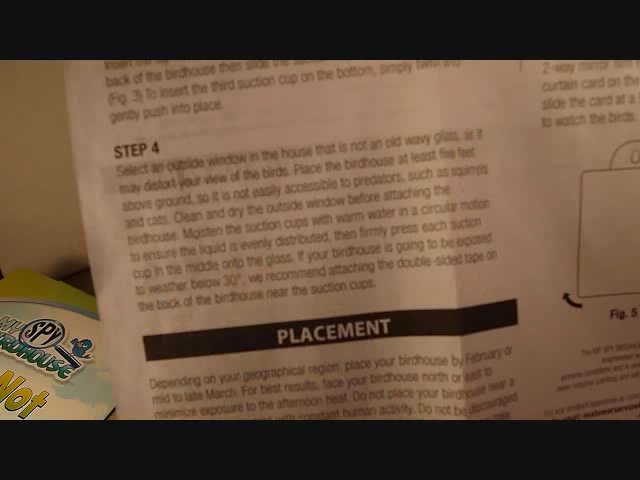 back of the birdhouse then slide the
(Fig. 3) To insert the third suction cup on the bottom, simply twist and
gently push into place.
STEP 4
Select an outside window in the house that is not an old wavy glass, as it
may distort your view of the birds. Place the birdhouse at least five feet
above ground, so it is not easily accessible to predators, such as squirrels
and cats. Clean and dry the outside window before attaching the
birdhouse. Moisten the suction cups with warm water in a circular motion
to ensure the liquid is evenly distributed, then firmly press each suction
cup in the middle onto the glass. If your birdhouse is going to be exposed
to weather below 30°, we recommend attaching the double-sided tape on
the back of the birdhouse near the suction cups.
PLACEMENT
Depending on your geographical region, place your birdhouse by February or
mid to late March. For best results, face your birdhouse north or east to
minimize exposure to the afternoon heat. Do not place your birdhouse near a
with constant human activity. Do not be discouraged
2-way mirror
curtain card on the
slide the card at a
to watch the birds.
Fig. 5
MY SPY
BIRDHOUSE
Not